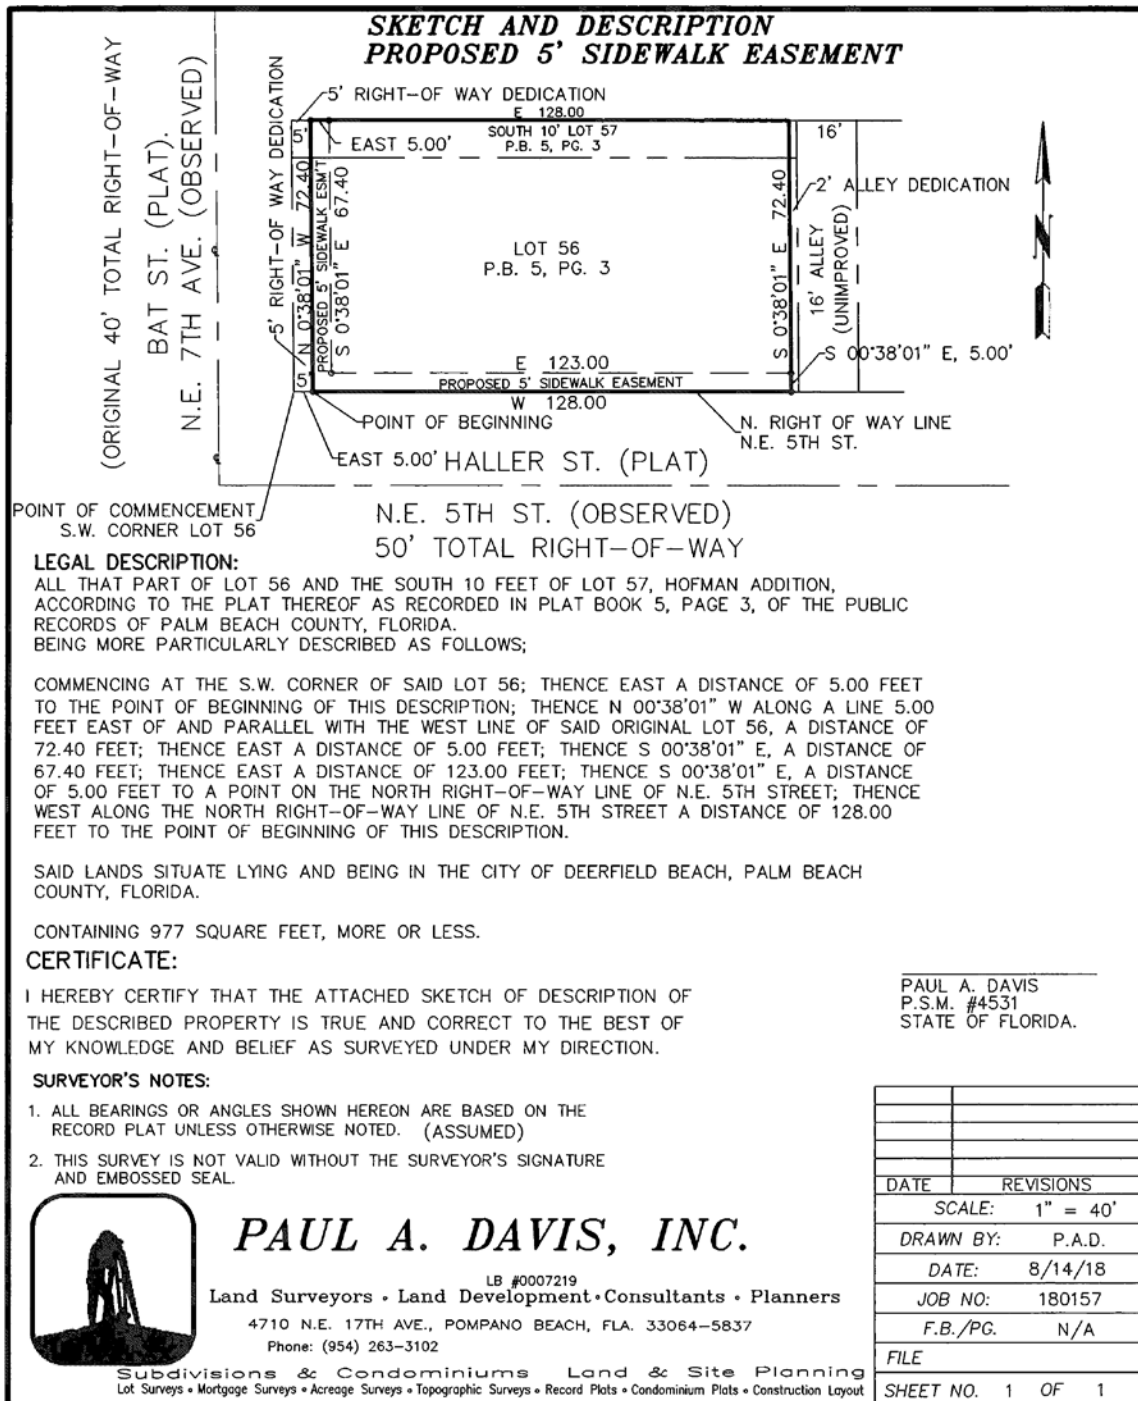 SKETCH AND DESCRIPTION
PROPOSED 5' SIDEWALK EASEMENT
(ORIGINAL 40' TOTAL RIGHT-OF-WAY
BAT ST. (PLAT).
N.E. 7TH AVE. (OBSERVED)
5' RIGHT-OF WAY DEDICATION
5' RIGHT-OF WAY DEDICATION
E 128.00
5'
EAST 5.00'
SOUTH 10' LOT 57
P.B. 5, PG. 3
16'
N 0°38'01" W 72.40
PROPOSED 5' SIDEWALK ESM'T
S 0°38'01" E 67.40
LOT 56
P.B. 5, PG. 3
S 0°38'01" E 72.40
2' ALLEY DEDICATION
16' ALLEY
(UNIMPROVED)
N
E 123.00
S 00°38'01" E, 5.00'
5'
PROPOSED 5' SIDEWALK EASEMENT
W 128.00
POINT OF BEGINNING
N. RIGHT OF WAY LINE
N.E. 5TH ST.
EAST 5.00'
HALLER ST. (PLAT)
POINT OF COMMENCEMENT
S.W. CORNER LOT 56
N.E. 5TH ST. (OBSERVED)
50' TOTAL RIGHT-OF-WAY
LEGAL DESCRIPTION:
ALL THAT PART OF LOT 56 AND THE SOUTH 10 FEET OF LOT 57, HOFMAN ADDITION,
ACCORDING TO THE PLAT THEREOF AS RECORDED IN PLAT BOOK 5, PAGE 3, OF THE PUBLIC
RECORDS OF PALM BEACH COUNTY, FLORIDA.
BEING MORE PARTICULARLY DESCRIBED AS FOLLOWS;
COMMENCING AT THE S.W. CORNER OF SAID LOT 56; THENCE EAST A DISTANCE OF 5.00 FEET
TO THE POINT OF BEGINNING OF THIS DESCRIPTION; THENCE N 00°38'01" W ALONG A LINE 5.00
FEET EAST OF AND PARALLEL WITH THE WEST LINE OF SAID ORIGINAL LOT 56, A DISTANCE OF
72.40 FEET; THENCE EAST A DISTANCE OF 5.00 FEET; THENCE S 00°38'01" E, A DISTANCE OF
67.40 FEET; THENCE EAST A DISTANCE OF 123.00 FEET; THENCE S 00°38'01" E, A DISTANCE
OF 5.00 FEET TO A POINT ON THE NORTH RIGHT-OF-WAY LINE OF N.E. 5TH STREET; THENCE
WEST ALONG THE NORTH RIGHT-OF-WAY LINE OF N.E. 5TH STREET A DISTANCE OF 128.00
FEET TO THE POINT OF BEGINNING OF THIS DESCRIPTION.
SAID LANDS SITUATE LYING AND BEING IN THE CITY OF DEERFIELD BEACH, PALM BEACH
COUNTY, FLORIDA.
CONTAINING 977 SQUARE FEET, MORE OR LESS.
CERTIFICATE:
I HEREBY CERTIFY THAT THE ATTACHED SKETCH OF DESCRIPTION OF
THE DESCRIBED PROPERTY IS TRUE AND CORRECT TO THE BEST OF
MY KNOWLEDGE AND BELIEF AS SURVEYED UNDER MY DIRECTION.
PAUL A. DAVIS
P.S.M. #4531
STATE OF FLORIDA.
SURVEYOR'S NOTES:
1. ALL BEARINGS OR ANGLES SHOWN HEREON ARE BASED ON THE
RECORD PLAT UNLESS OTHERWISE NOTED. (ASSUMED)
2. THIS SURVEY IS NOT VALID WITHOUT THE SURVEYOR'S SIGNATURE
AND EMBOSSED SEAL.
PAUL A. DAVIS, INC.
LB #0007219
Land Surveyors • Land Development • Consultants • Planners
4710 N.E. 17TH AVE., POMPANO BEACH, FLA. 33064-5837
Phone: (954) 263-3102
Subdivisions & Condominiums Land & Site Planning
Lot Surveys • Mortgage Surveys • Acreage Surveys • Topographic Surveys • Record Plats • Condominium Plats • Construction Layout
DATE REVISIONS
SCALE: 1" = 40'
DRAWN BY: P.A.D.
DATE: 8/14/18
JOB NO: 180157
F.B./PG. N/A
FILE
SHEET NO. 1 OF 1